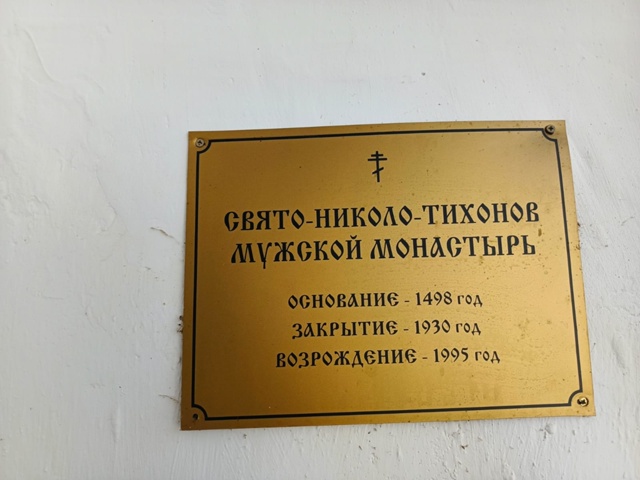 СВЯТО-НИКОЛО-ТИХОНОВ
МУЖСКОЙ МОНАСТЫРЬ
ОСНОВАНИЕ - 1498 год
ЗАКРЫТИЕ - 1930 год
ВОЗРОЖДЕНИЕ - 1995 год